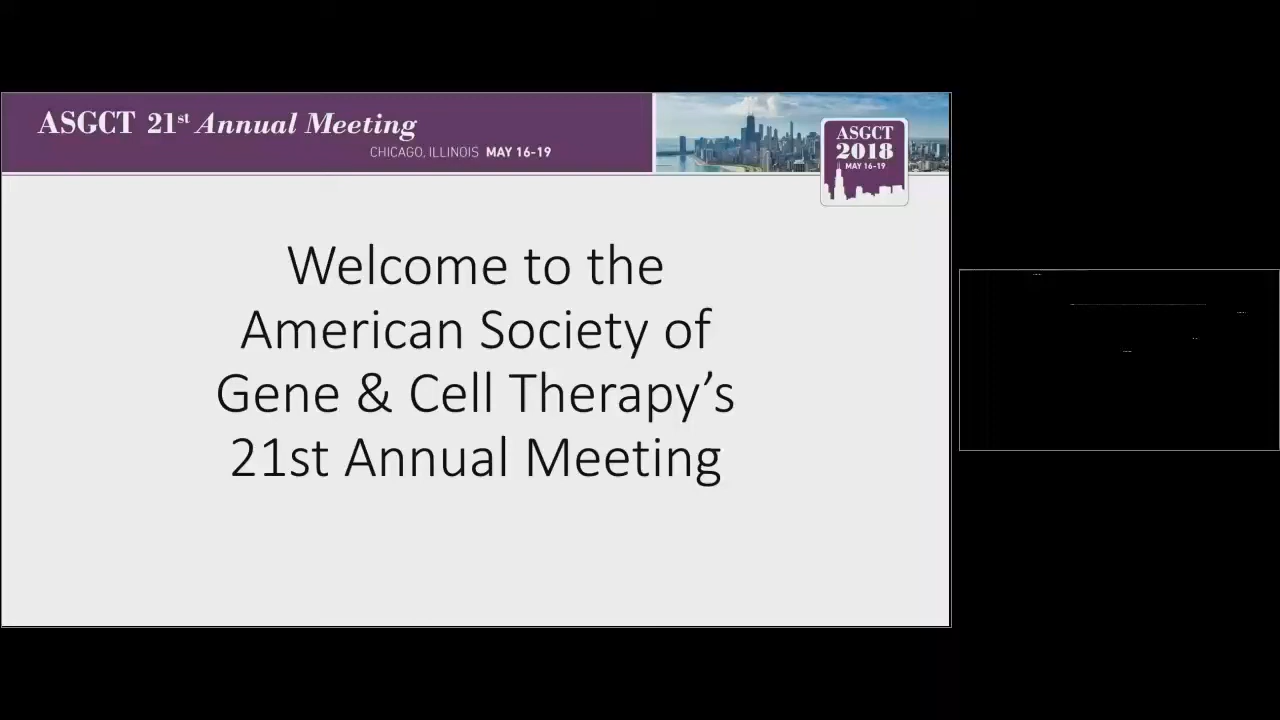 ASGCT 21st Annual Meeting
CHICAGO, ILLINOIS MAY 16-19
ASGCT
2018
MAY 16-19
Welcome to the
American Society of
Gene & Cell Therapy’s
21st Annual Meeting